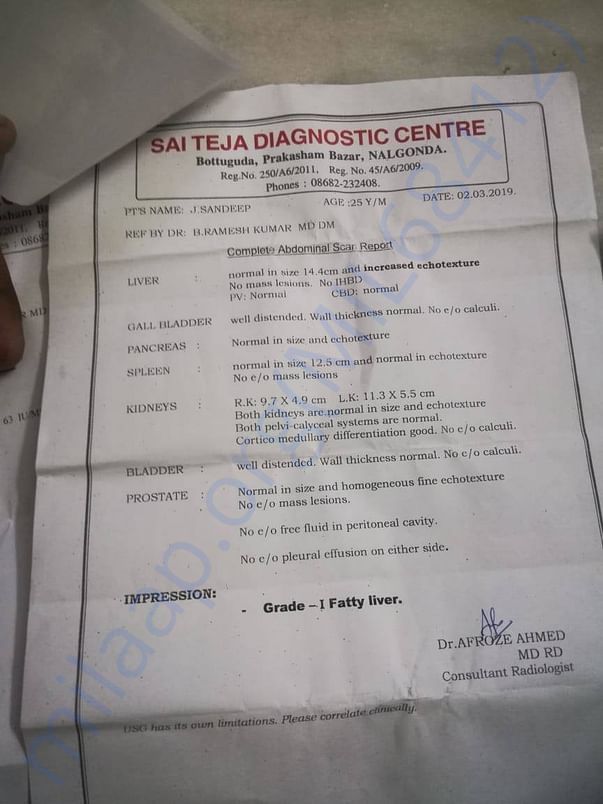 SAI TEJA DIAGNOSTIC CENTRE
Bottuguda, Prakasham Bazar, NALGONDA.
Reg.No. 250/A6/2011, Reg. No. 45/A6/2009.
Phones : 08682-232408.
PT'S NAME: J.SANDEEP AGE :25 Y/M DATE: 02.03.2019.
REF BY DR: B.RAMESH KUMAR MD DM
Complete Abdominal Scar Report
LIVER : normal in size 14.4cm and increased echotexture
No mass lesions. No IHBD
PV: Normal CBD: normal
GALL BLADDER well distended. Wall thickness normal. No e/o calculi.
PANCREAS : Normal in size and echotexture
SPLEEN : normal in size 12.5 cm and normal in echotexture
No e/o mass lesions
KIDNEYS : R.K: 9.7 X 4.9 cm L.K: 11.3 X 5.5 cm
Both kidneys are normal in size and echotexture
Both pelvi-calyceal systems are normal.
Cortico medullary differentiation good. No c/o calculi.
BLADDER : well distended. Wall thickness normal. No c/o calculi.
PROSTATE : Normal in size and homogeneous fine echotexture
No e/o mass lesions.
No e/o free fluid in peritoneal cavity.
No e/o pleural effusion on either side.
IMPRESSION:
- Grade – I Fatty liver.
Dr.AFROZE AHMED
MD RD
Consultant Radiologist
USG has its own limitations. Please correlate clinically.
sham B
/2011, R
s : 0868
R MD
63